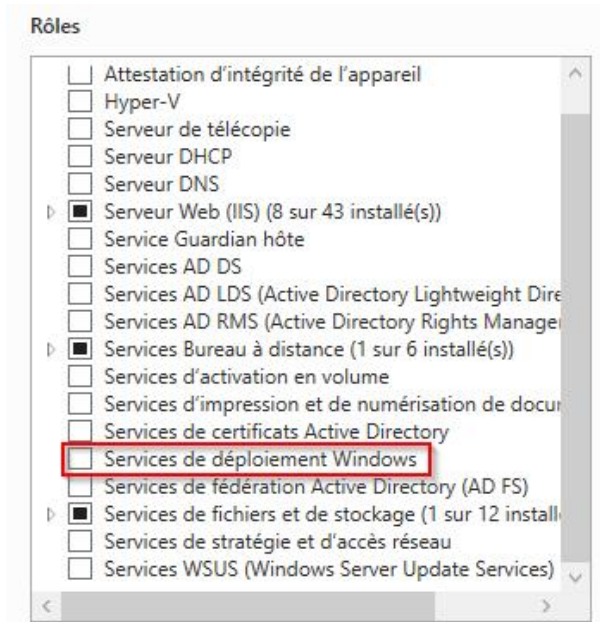 Rôles
Attestation d'intégrité de l'appareil
Hyper-V
Serveur de télécopie
Serveur DHCP
Serveur DNS
Serveur Web (IIS) (8 sur 43 installé(s))
Service Guardian hôte
Services AD DS
Services AD LDS (Active Directory Lightweight Dire
Services AD RMS (Active Directory Rights Manager
Services Bureau à distance (1 sur 6 installé(s))
Services d'activation en volume
Services d'impression et de numérisation de docur
Services de certificats Active Directory
Services de déploiement Windows
Services de fédération Active Directory (AD FS)
Services de fichiers et de stockage (1 sur 12 install
Services de stratégie et d'accès réseau
Services WSUS (Windows Server Update Services)